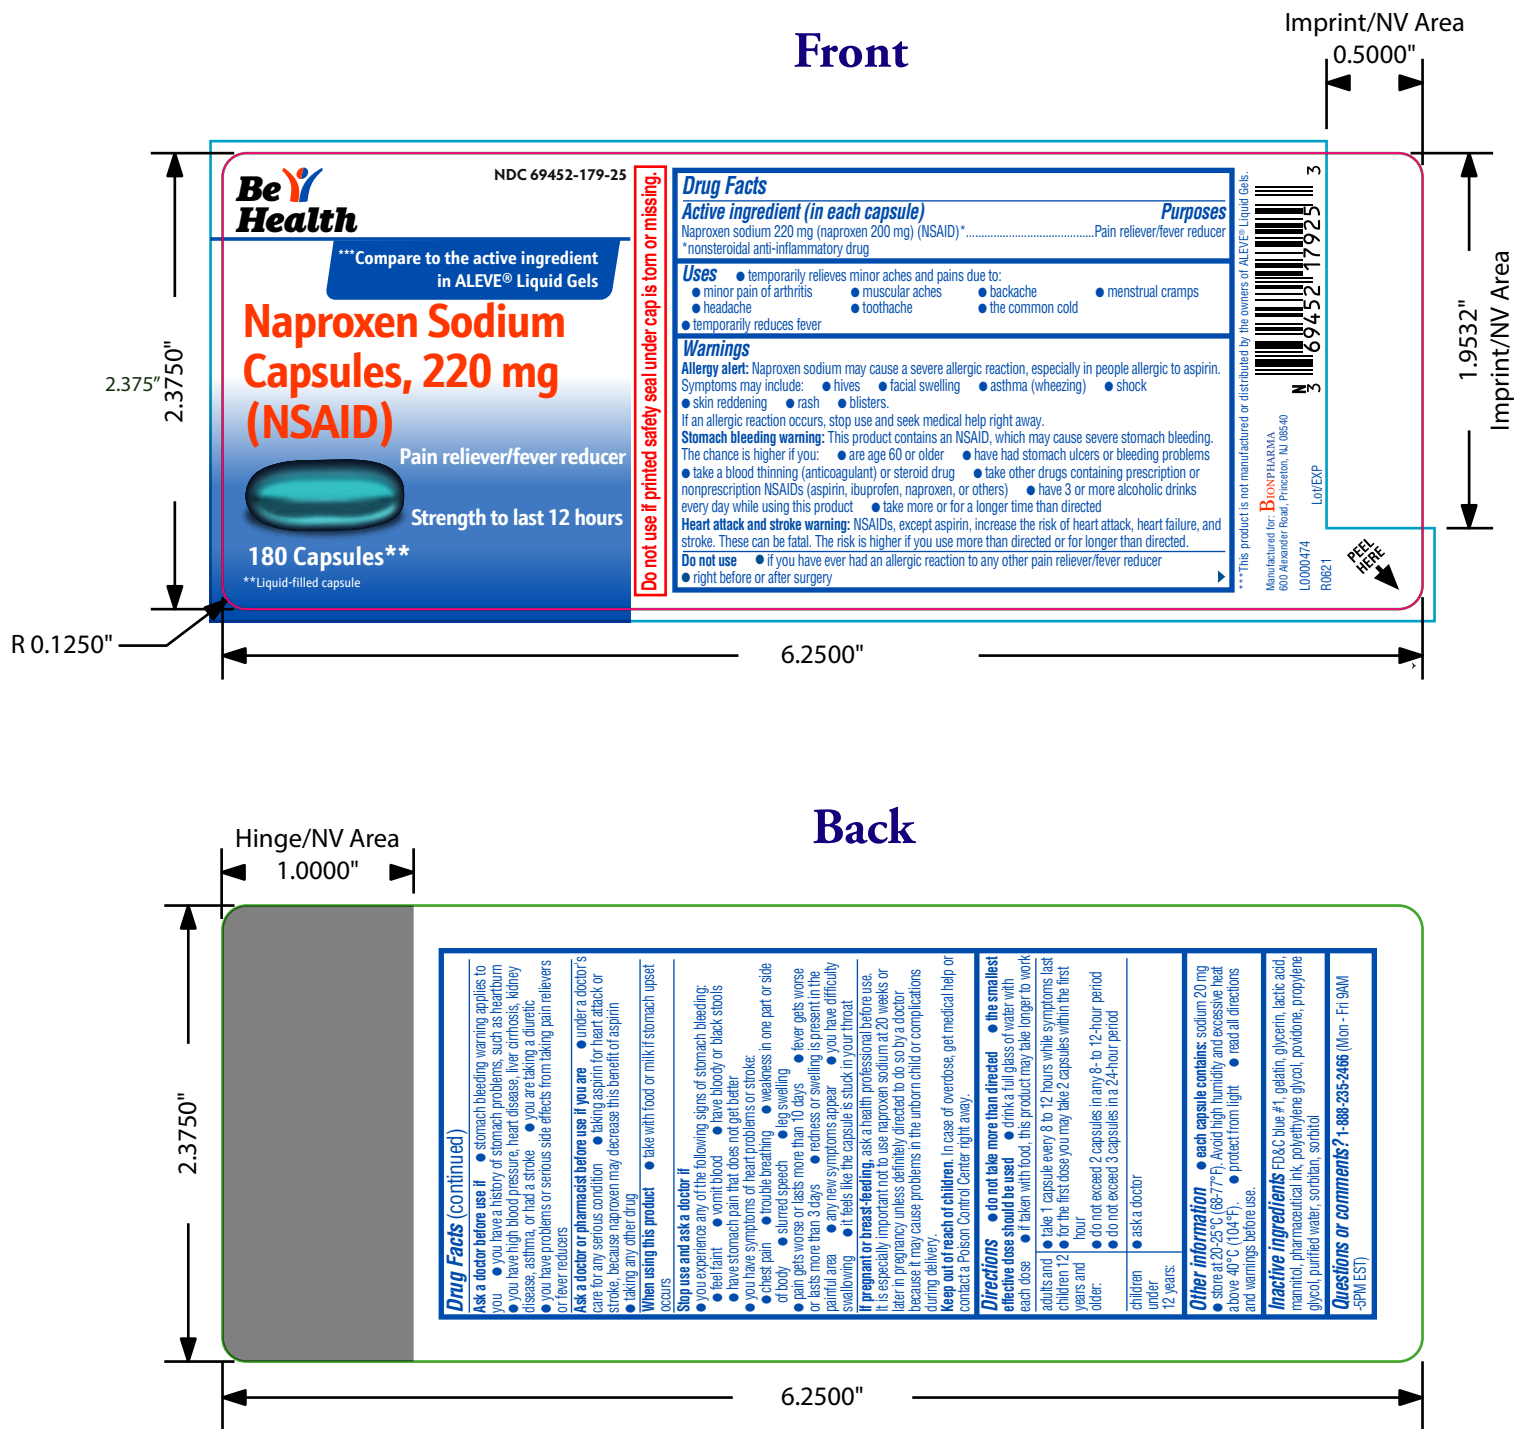 Front
Imprint/NV Area
0.5000"
2.3750"
2.375”
R 0.1250"
6.2500"
1.9532"
Imprint/NV Area
Be
Health
NDC 69452-179-25
***Compare to the active ingredient
in ALEVE® Liquid Gels
Naproxen Sodium
Capsules, 220 mg
(NSAID)
Pain reliever/fever reducer
Strength to last 12 hours
180 Capsules**
**Liquid-filled capsule
Do not use if printed safety seal under cap is torn or missing.
Drug Facts
Active ingredient (in each capsule) Purposes
Naproxen sodium 220 mg (naproxen 200 mg) (NSAID)*.........................................Pain reliever/fever reducer
*nonsteroidal anti-inflammatory drug
Uses ● temporarily relieves minor aches and pains due to:
● minor pain of arthritis ● muscular aches ● backache ● menstrual cramps
● headache ● toothache ● the common cold
● temporarily reduces fever
Warnings
Allergy alert: Naproxen sodium may cause a severe allergic reaction, especially in people allergic to aspirin.
Symptoms may include: ● hives ● facial swelling ● asthma (wheezing) ● shock
● skin reddening ● rash ● blisters.
If an allergic reaction occurs, stop use and seek medical help right away.
Stomach bleeding warning: This product contains an NSAID, which may cause severe stomach bleeding.
The chance is higher if you: ● are age 60 or older ● have had stomach ulcers or bleeding problems
● take a blood thinning (anticoagulant) or steroid drug ● take other drugs containing prescription or
nonprescription NSAIDs (aspirin, ibuprofen, naproxen, or others) ● have 3 or more alcoholic drinks
every day while using this product ● take more or for a longer time than directed
Heart attack and stroke warning: NSAIDs, except aspirin, increase the risk of heart attack, heart failure, and
stroke. These can be fatal. The risk is higher if you use more than directed or for longer than directed.
Do not use ● if you have ever had an allergic reaction to any other pain reliever/fever reducer
● right before or after surgery
***This product is not manufactured or distributed by the owners of ALEVE® Liquid Gels.
N
3 69452 17925 3
Manufactured for: BIONPHARMA
600 Alexander Road, Princeton, NJ 08540
L0000474
R0621
Lot/EXP
PEEL
HERE
Back
Hinge/NV Area
1.0000"
2.3750"
6.2500"
Drug Facts (continued)
Ask a doctor before use if ● stomach bleeding warning applies to
you ● you have a history of stomach problems, such as heartburn
● you have high blood pressure, heart disease, liver cirrhosis, kidney
disease, asthma, or had a stroke ● you are taking a diuretic
● you have problems or serious side effects from taking pain relievers
or fever reducers
Ask a doctor or pharmacist before use if you are ● under a doctor's
care for any serious condition ● taking aspirin for heart attack or
stroke, because naproxen may decrease this benefit of aspirin
● taking any other drug
When using this product ● take with food or milk if stomach upset
occurs
Stop use and ask a doctor if
● you experience any of the following signs of stomach bleeding:
● feel faint ● vomit blood ● have bloody or black stools
● have stomach pain that does not get better
● you have symptoms of heart problems or stroke:
● chest pain ● trouble breathing ● weakness in one part or side
of body ● slurred speech ● leg swelling
● pain gets worse or lasts more than 10 days ● fever gets worse
or lasts more than 3 days ● redness or swelling is present in the
painful area ● any new symptoms appear ● you have difficulty
swallowing ● it feels like the capsule is stuck in your throat
If pregnant or breast-feeding, ask a health professional before use.
It is especially important not to use naproxen sodium at 20 weeks or
later in pregnancy unless definitely directed to do so by a doctor
because it may cause problems in the unborn child or complications
during delivery.
Keep out of reach of children. In case of overdose, get medical help or
contact a Poison Control Center right away.
Directions ● do not take more than directed ● the smallest
effective dose should be used ● drink a full glass of water with
each dose ● if taken with food, this product may take longer to work
adults and
children 12
years and
older:
● take 1 capsule every 8 to 12 hours while symptoms last
● for the first dose you may take 2 capsules within the first
hour
● do not exceed 2 capsules in any 8- to 12-hour period
● do not exceed 3 capsules in a 24-hour period
children
under
12 years:
● ask a doctor
Other information ● each capsule contains: sodium 20 mg
● store at 20-25°C (68-77°F). Avoid high humidity and excessive heat
above 40°C (104°F). ● protect from light ● read all directions
and warnings before use.
Inactive ingredients FD&C blue #1, gelatin, glycerin, lactic acid,
mannitol, pharmaceutical ink, polyethylene glycol, povidone, propylene
glycol, purified water, sorbitan, sorbitol
Questions or comments? 1-888-235-2466 (Mon - Fri 9AM
-5PM EST)